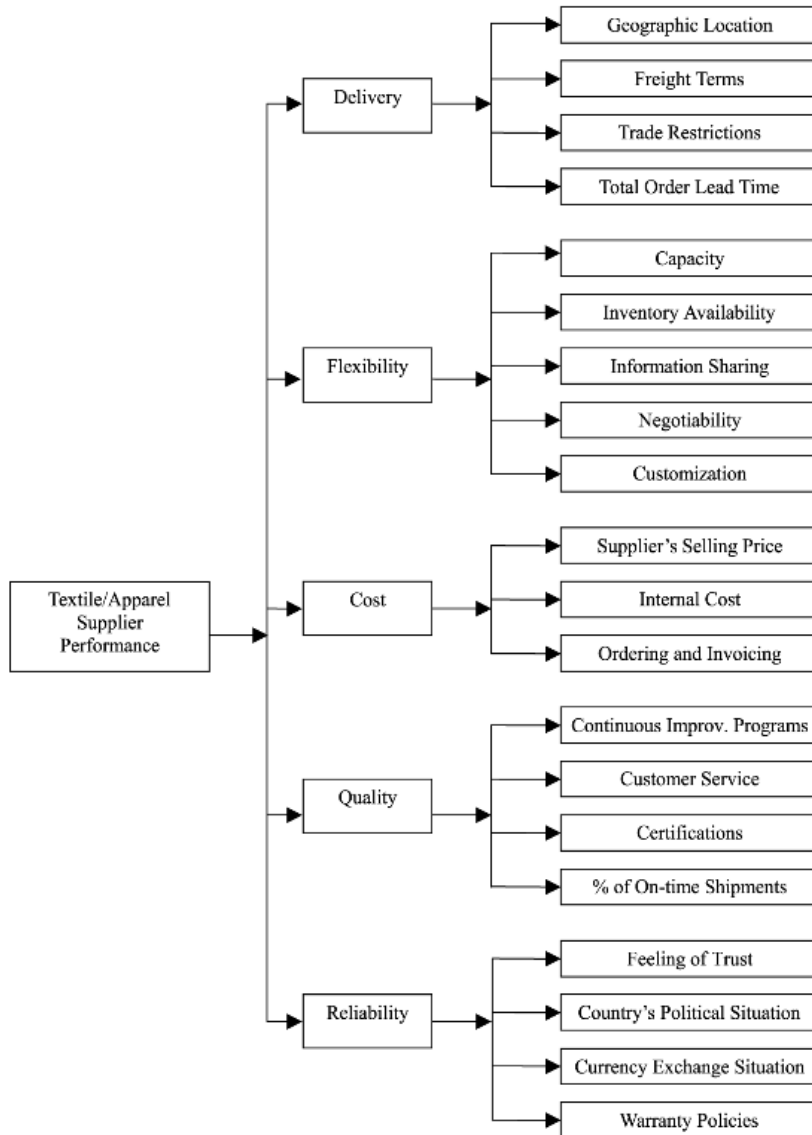 Geographic Location
Freight Terms
Delivery
Trade Restrictions
Total Order Lead Time
Capacity
Inventory Availability
Flexibility
Information Sharing
Negotiability
Customization
Supplier's Selling Price
Textile/Apparel
Supplier
Performance
Cost
Internal Cost
Ordering and Invoicing
Continuous Improv. Programs
Customer Service
Quality
Certifications
% of On-time Shipments
Feeling of Trust
Country's Political Situation
Reliability
Currency Exchange Situation
Warranty Policies